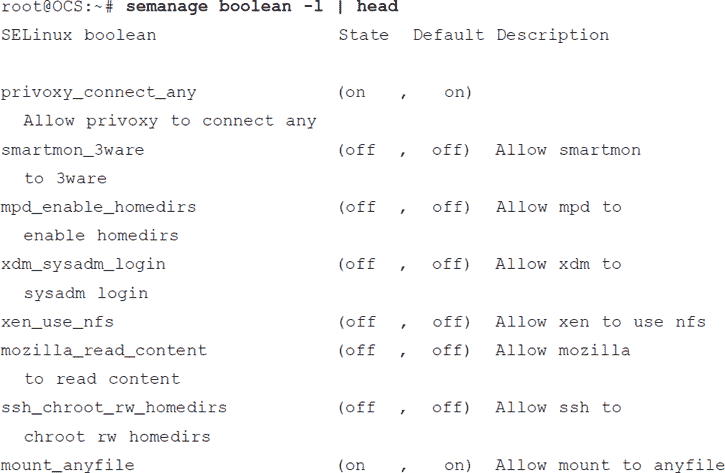 root@OCS:~# semanage boolean -l | head
SELinux boolean State Default Description
privoxy_connect_any (on , on)
Allow privoxy to connect any
smartmon_3ware (off , off) Allow smartmon
to 3ware
mpd_enable_homedirs (off , off) Allow mpd to
enable homedirs
xdm_sysadm_login (off , off) Allow xdm to
sysadm login
xen_use_nfs (off , off) Allow xen to use nfs
mozilla_read_content (off , off) Allow mozilla
to read content
ssh_chroot_rw_homedirs (off , off) Allow ssh to
chroot rw homedirs
mount_anyfile (on , on) Allow mount to anyfile